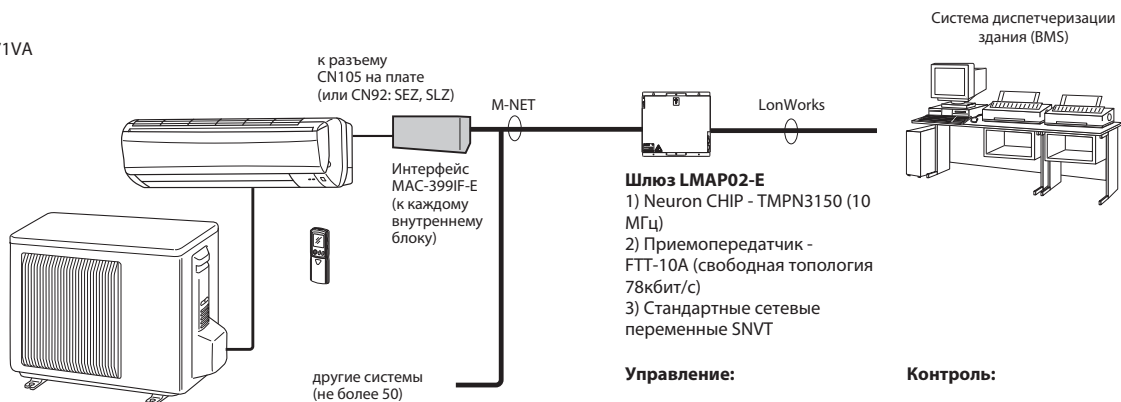 Система диспетчеризации
здания (BMS)
1VA
к разъему
CN105 на плате
(или CN92: SEZ, SLZ)
M-NET
LonWorks
Интерфейс
MAC-399IF-E
(к каждому
внутреннему
блоку)
Шлюз LMAP02-E
1) Neuron CHIP - TMPN3150 (10
МГц)
2) Приемопередатчик -
FTT-10A (свободная топология
78кбит/с)
3) Стандартные сетевые
переменные SNVT
другие системы
(не более 50)
Управление:
Контроль: